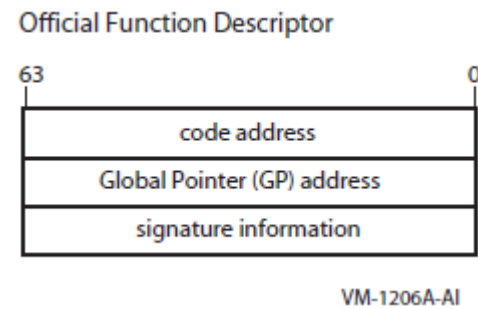 Official Function Descriptor
63 0
code address
Global Pointer (GP) address
signature information
VM-1206A-AI